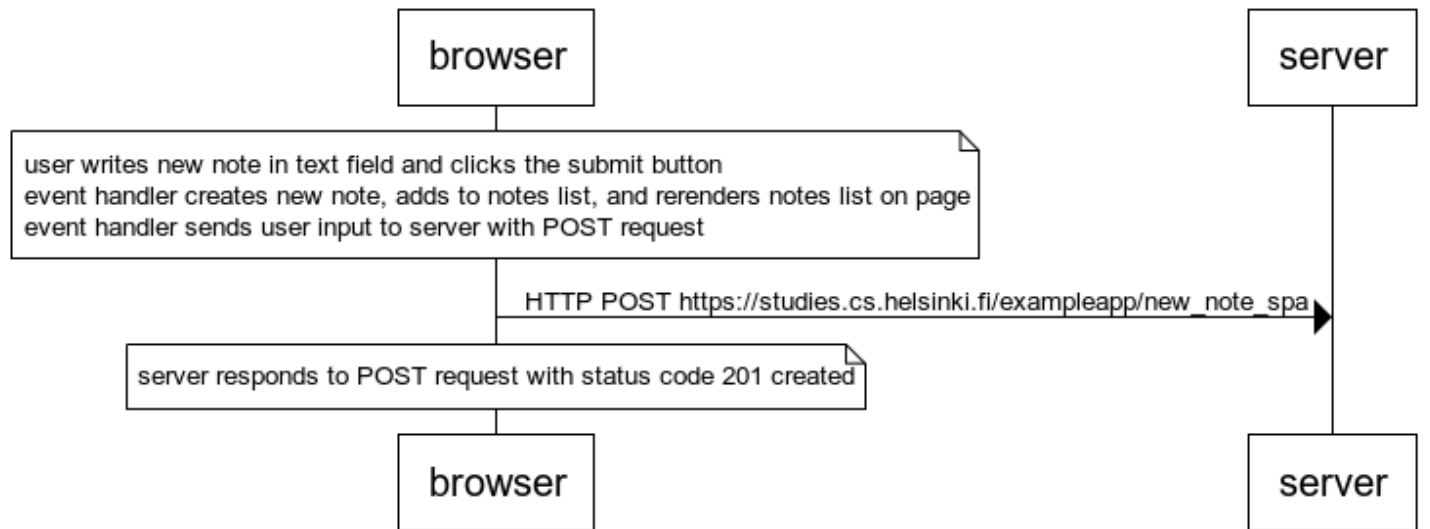 browser server
user writes new note in text field and clicks the submit button
event handler creates new note, adds to notes list, and rerenders notes list on page
event handler sends user input to server with POST request
HTTP POST https://studies.cs.helsinki.fi/exampleapp/new_note_spa
server responds to POST request with status code 201 created
browser server